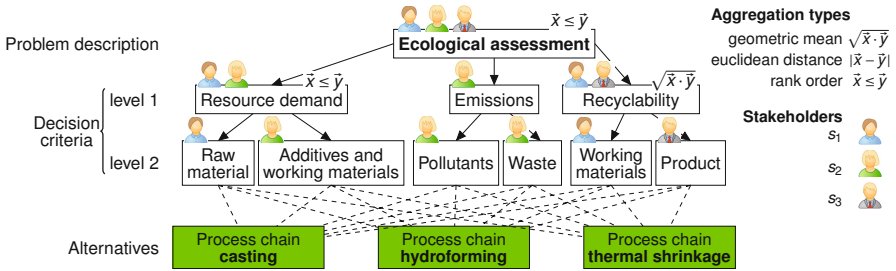 Problem description
x⃗ ≤ y⃗
Ecological assessment
Aggregation types
geometric mean √x⃗·y⃗
euclidean distance |x⃗ − y⃗|
rank order x⃗ ≤ y⃗
Decision
criteria
level 1
x⃗ ≤ y⃗
Resource demand
Emissions
√x⃗·y⃗
Recyclability
Stakeholders
s₁
s₂
s₃
level 2
Raw
material
Additives and
working materials
Pollutants
Waste
Working
materials
Product
Alternatives
Process chain
casting
Process chain
hydroforming
Process chain
thermal shrinkage